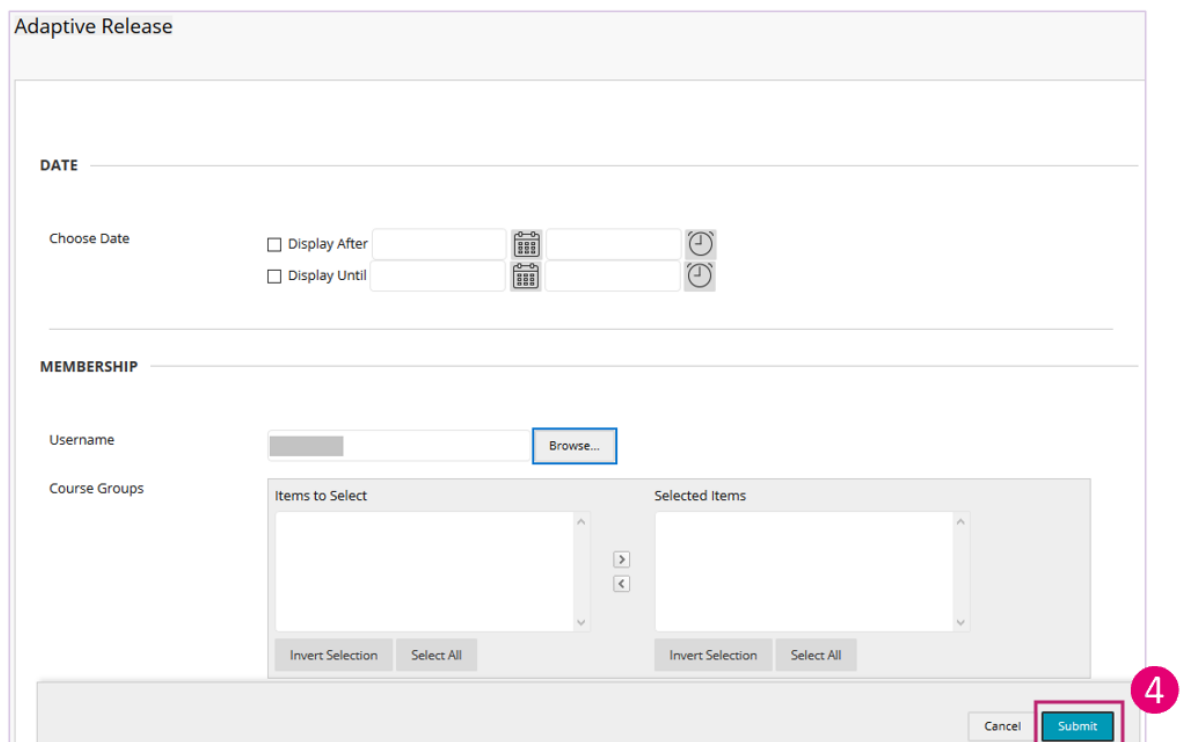 Adaptive Release
DATE
Choose Date
Display After
Display Until
MEMBERSHIP
Username
Browse...
Course Groups
Items to Select
Selected Items
Invert Selection
Select All
Invert Selection
Select All
4
Cancel
Submit